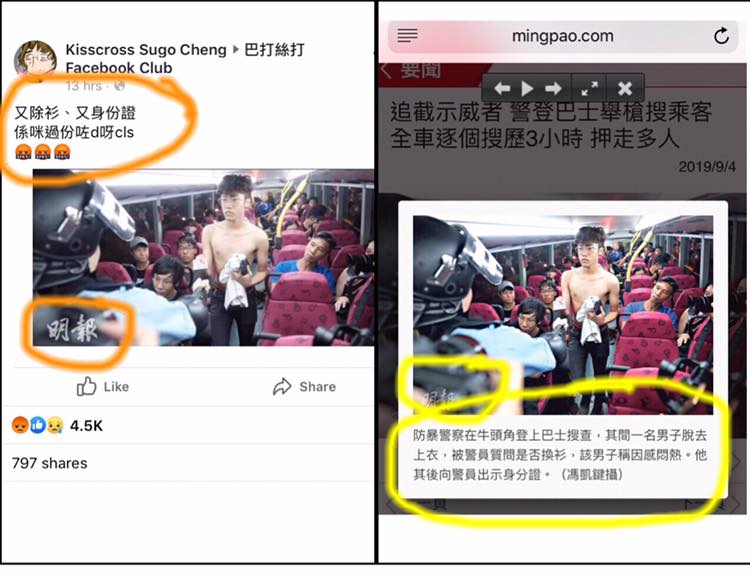 Kisscross Sugo Cheng ▸ 巴打絲打
Facebook Club
13 hrs ·
又除衫、又身份證
係咪過份咗d呀cls
明報
Like
Share
4.5K
797 shares
mingpao.com
要聞
追截示威者 警登巴士舉槍搜乘客
全車逐個搜歷3小時 押走多人
2019/9/4
明報
防暴警察在牛頭角登上巴士搜查，其間一名男子脫去
上衣，被警員質問是否換衫，該男子稱因感悶熱。他
其後向警員出示身分證。（馮凱鍵攝）